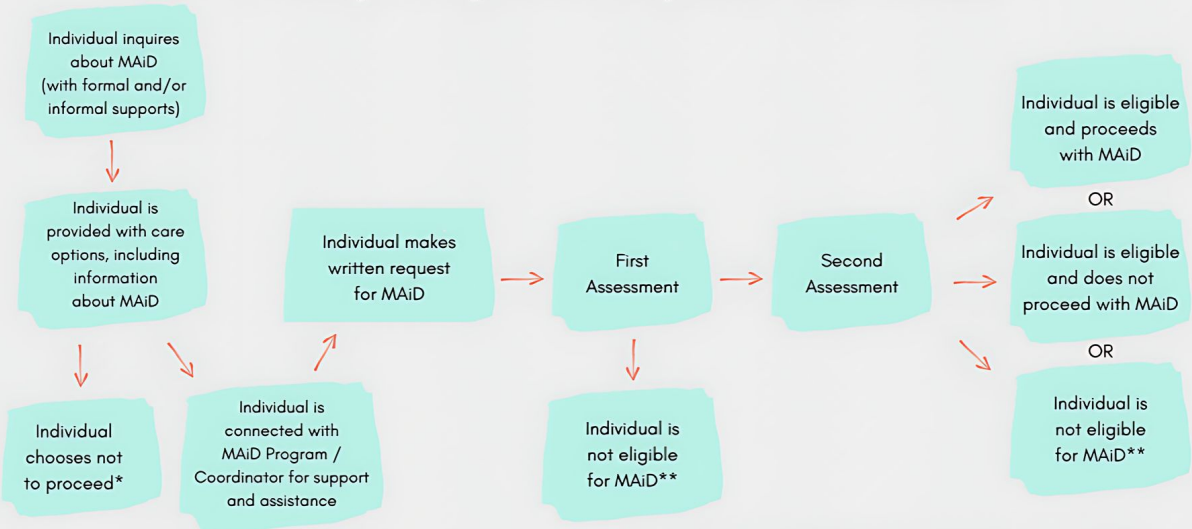 Individual inquires
about MAiD
(with formal and/or
informal supports)
Individual is
provided with care
options, including
information
about MAiD
Individual
chooses not
to proceed*
Individual is
connected with
MAiD Program /
Coordinator for support
and assistance
Individual makes
written request
for MAiD
First
Assessment
Individual is
not eligible
for MAiD**
Second
Assessment
Individual is eligible
and proceeds
with MAiD
OR
Individual is eligible
and does not
proceed with MAiD
OR
Individual is
not eligible
for MAiD**